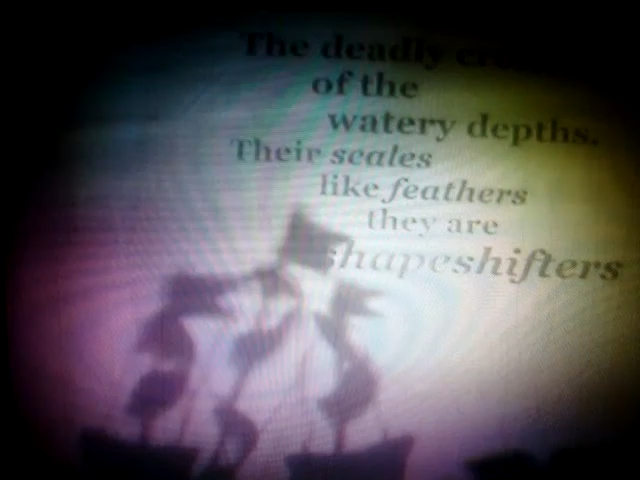 The deadly
of the
watery depths.
Their scales
like feathers
they are
shapeshifters